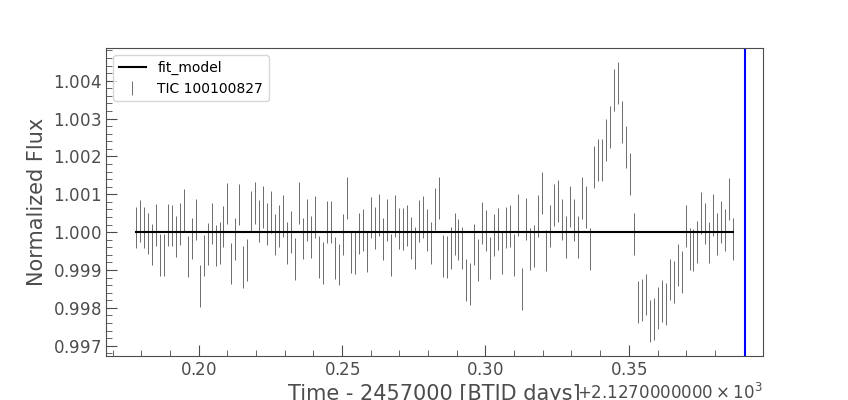 fit_model
TIC 100100827
Normalized Flux
1.004
1.003
1.002
1.001
1.000
0.999
0.998
0.997
0.20
0.25
0.30
0.35
Time - 2457000 [BTJD days]
+2.1270000000 × 10³